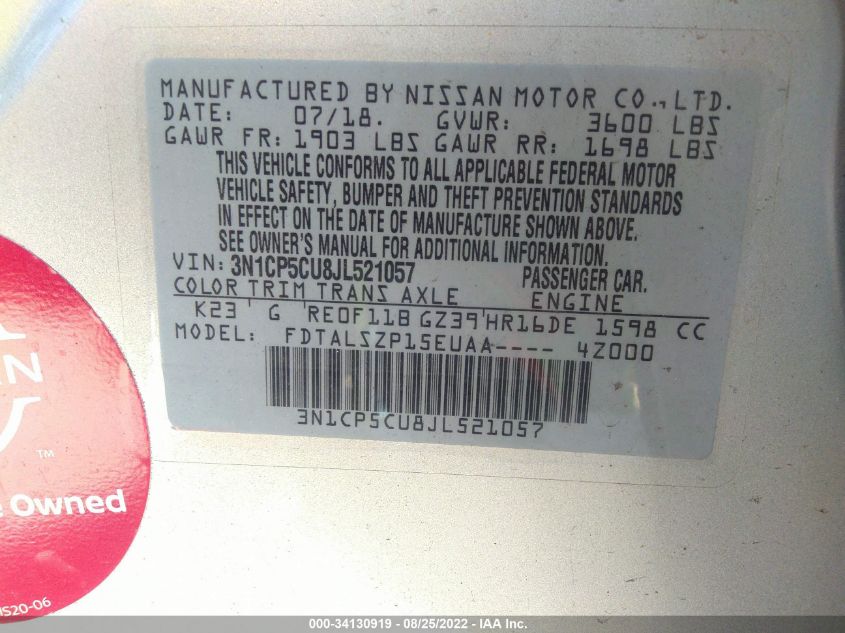 MANUFACTURED BY NISSAN MOTOR CO., LTD.
DATE: 07/18. GVWR: 3600 LBS
GAWR FR: 1903 LBS GAWR RR: 1698 LBS
THIS VEHICLE CONFORMS TO ALL APPLICABLE FEDERAL MOTOR
VEHICLE SAFETY, BUMPER AND THEFT PREVENTION STANDARDS
IN EFFECT ON THE DATE OF MANUFACTURE SHOWN ABOVE.
SEE OWNER'S MANUAL FOR ADDITIONAL INFORMATION.
VIN: 3N1CP5CU8JL521057 PASSENGER CAR.
COLOR TRIM TRANS AXLE ENGINE
K23 ' G 'RE0F11B GZ39'HR16DE 1598 CC
MODEL: FDTALSZP15EUAA---- 4Z000
3N1CP5CU8JL521057
TM
Owned
000-34130919 / 08/25/2022 / IAA Inc.